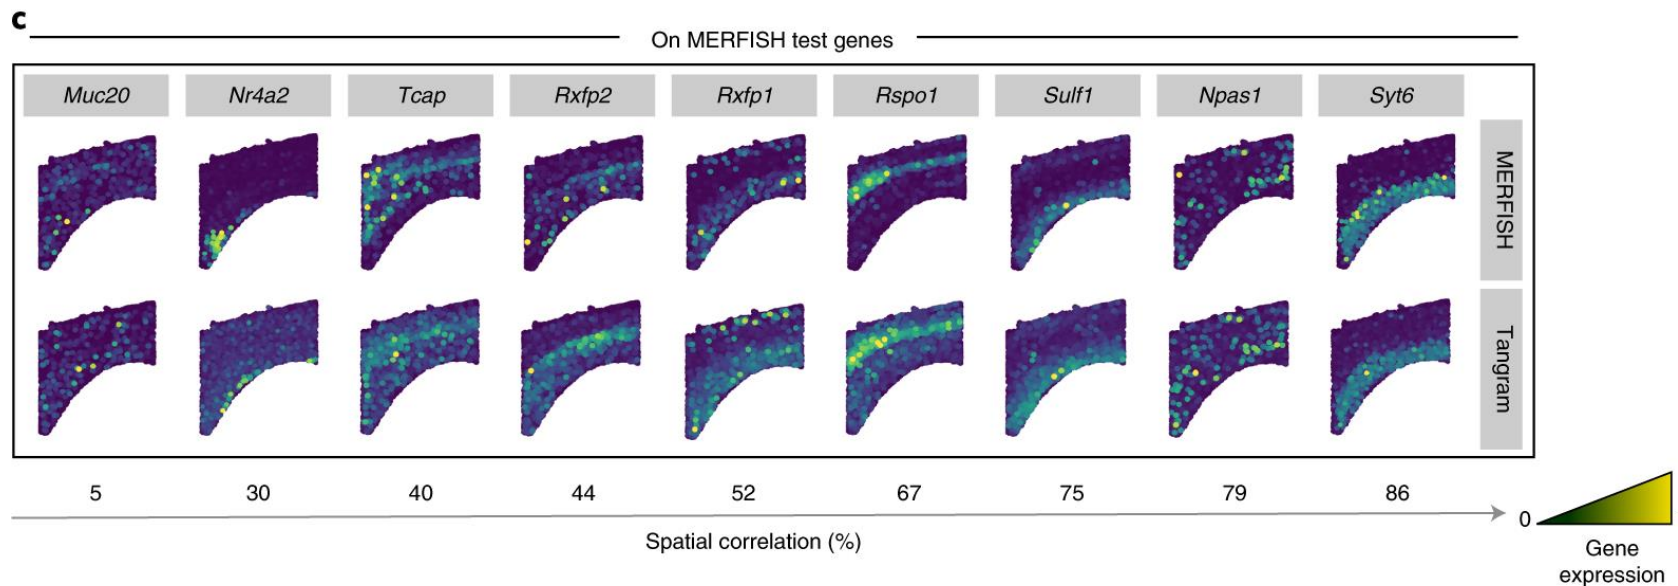 c
On MERFISH test genes
Muc20 Nr4a2 Tcap Rxfp2 Rxfp1 Rspo1 Sulf1 Npas1 Syt6
MERFISH
Tangram
5 30 40 44 52 67 75 79 86
Spatial correlation (%)
0
Gene
expression